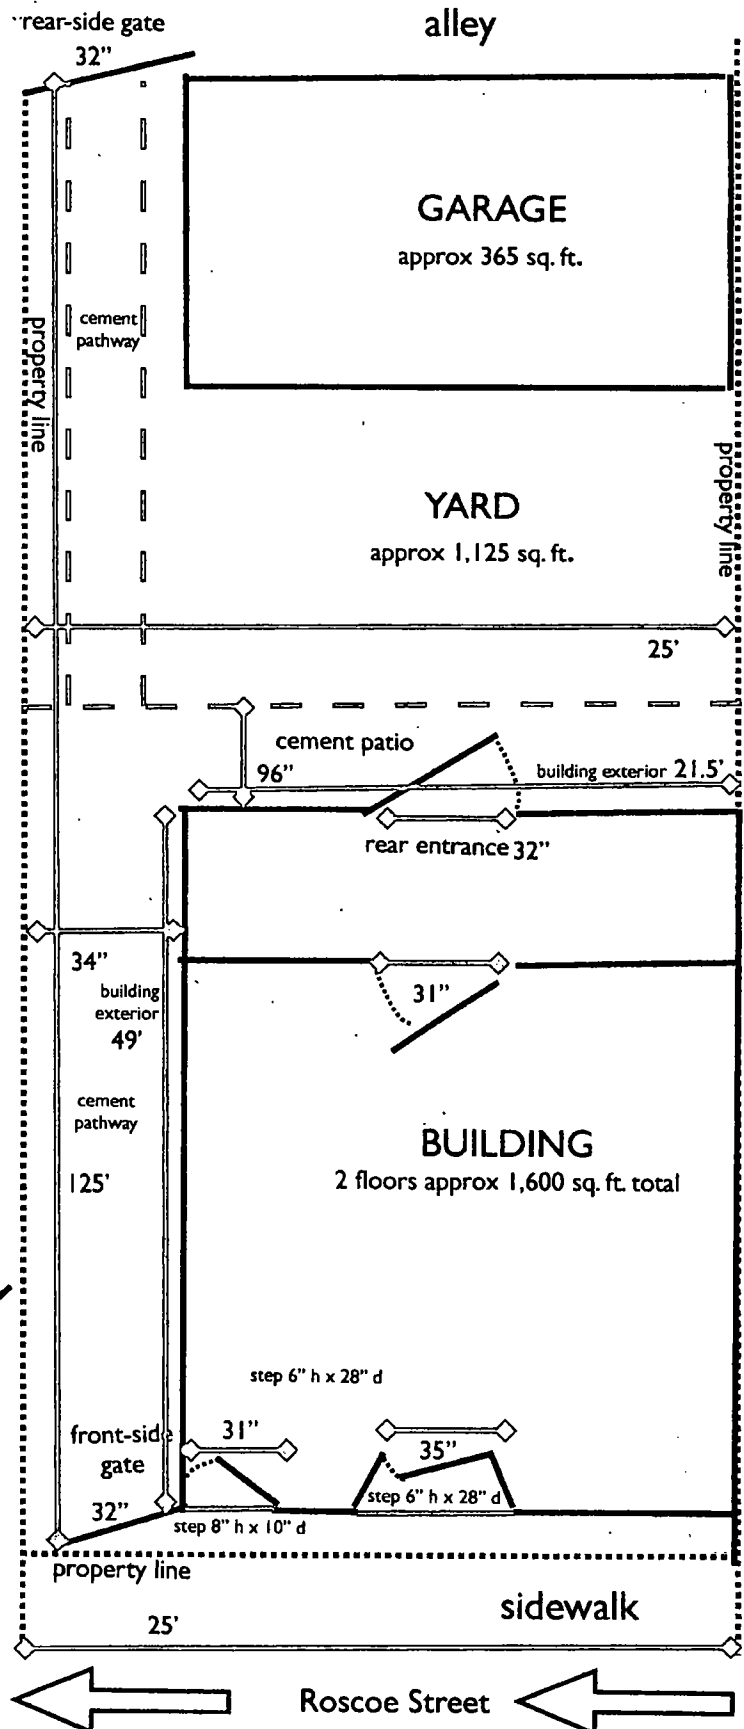 rear-side gate
alley
32”
GARAGE
approx 365 sq. ft.
cement
pathway
property line
property line
YARD
approx 1,125 sq. ft.
25’
cement patio
96”
building exterior 21.5’
rear entrance 32”
34”
31”
building
exterior
49’
cement
pathway
BUILDING
2 floors approx 1,600 sq. ft. total
125’
step 6” h x 28” d
31”
front-side
gate
35”
step 6” h x 28” d
32”
step 8” h x 10” d
property line
sidewalk
25’
Roscoe Street